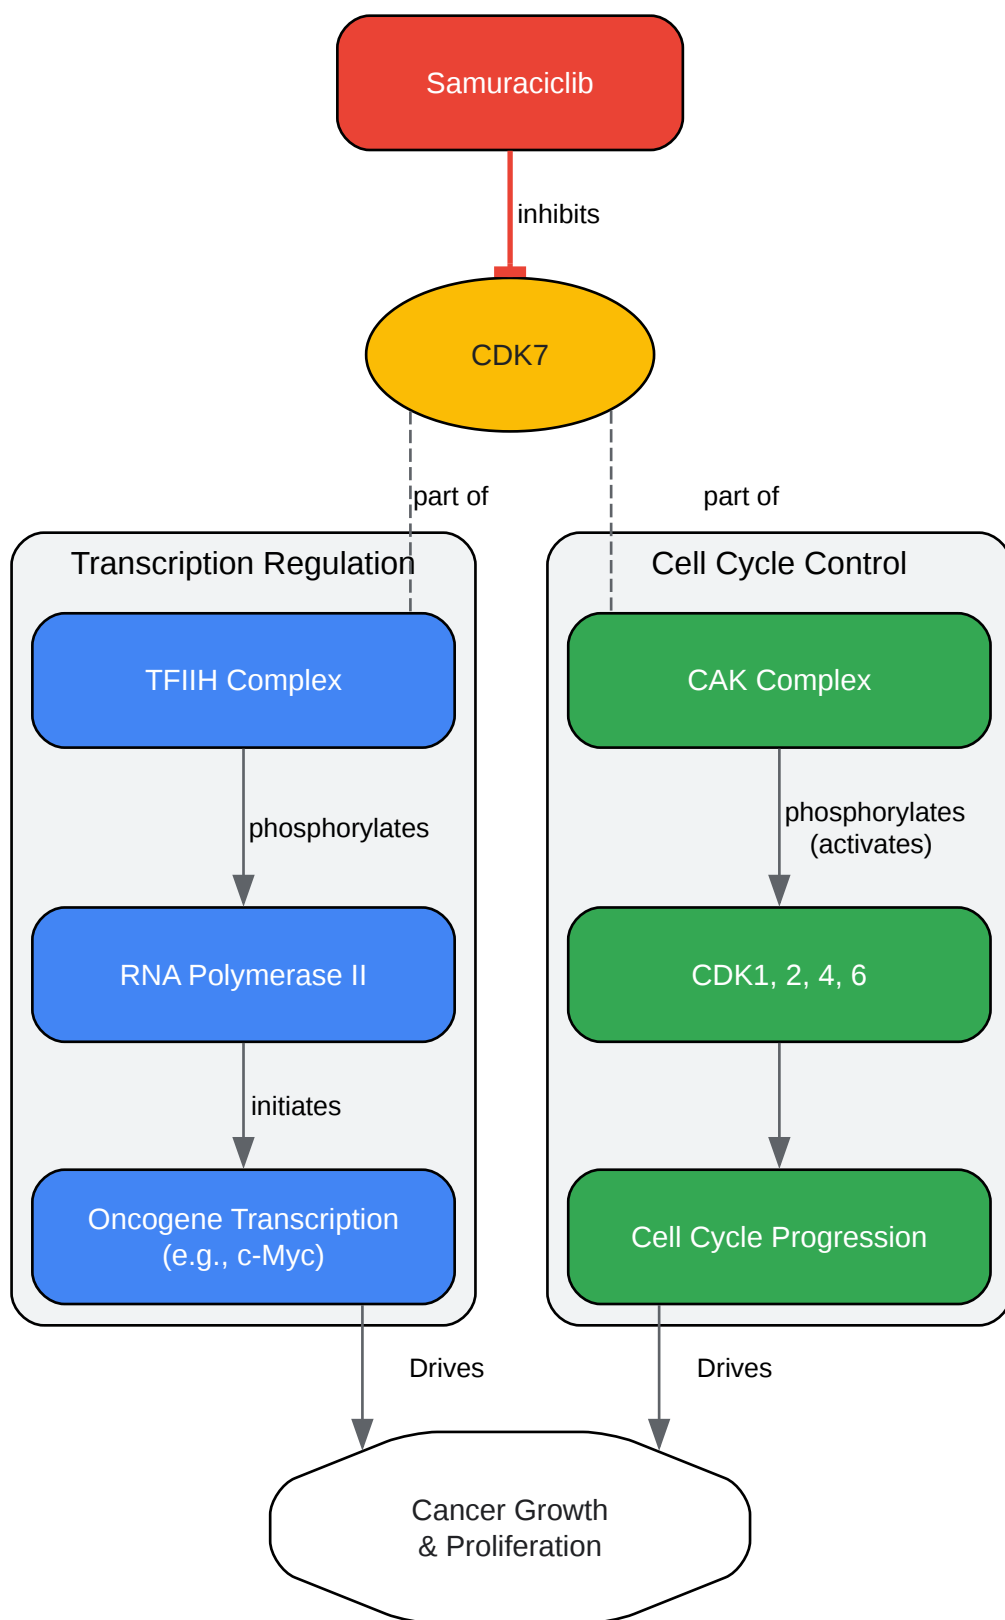 Samuraciclib
inhibits
CDK7
part of
part of
Transcription Regulation
Cell Cycle Control
TFIIH Complex
CAK Complex
phosphorylates
phosphorylates
(activates)
RNA Polymerase II
CDK1, 2, 4, 6
initiates
Oncogene Transcription
(e.g., c-Myc)
Cell Cycle Progression
Drives
Drives
Cancer Growth
& Proliferation